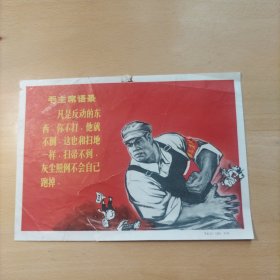 毛主席语录
凡是反动的东
西，你不打，他就
不倒。这也和扫地
一样，扫帚不到，
灰尘照例不会自己
跑掉。